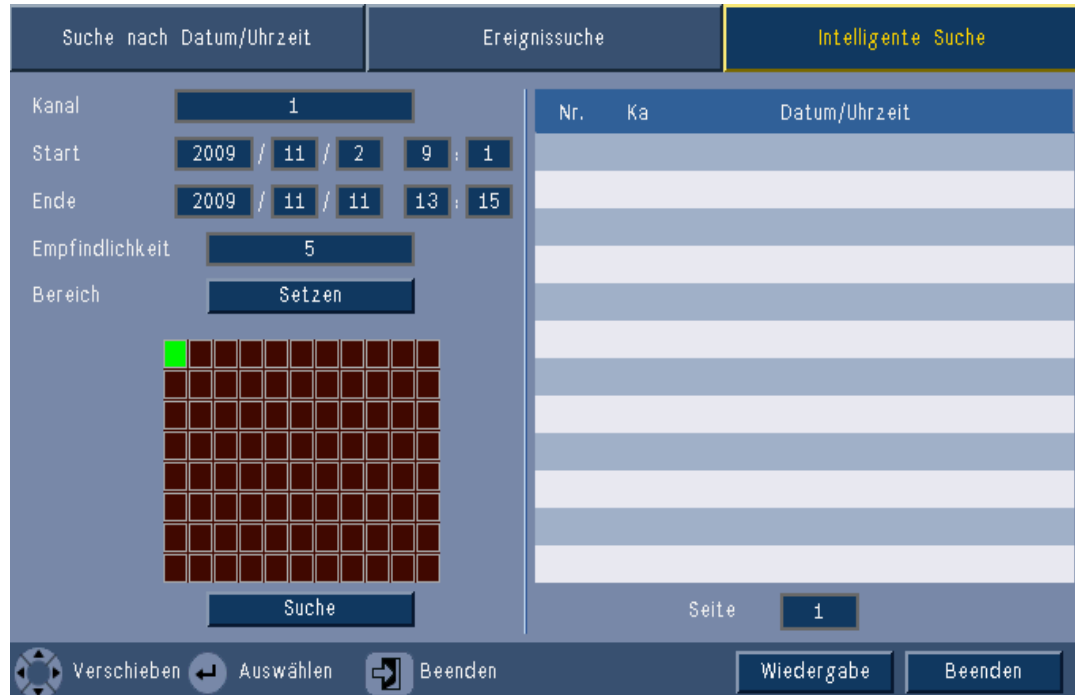 Suche nach Datum/Uhrzeit
Ereignissuche
Intelligente Suche
Kanal 1
Start 2009 / 11 / 2 9 : 1
Ende 2009 / 11 / 11 13 : 15
Empfindlichkeit 5
Bereich Setzen
Suche
Nr. Ka Datum/Uhrzeit
Seite 1
Verschieben Auswählen Beenden
Wiedergabe Beenden